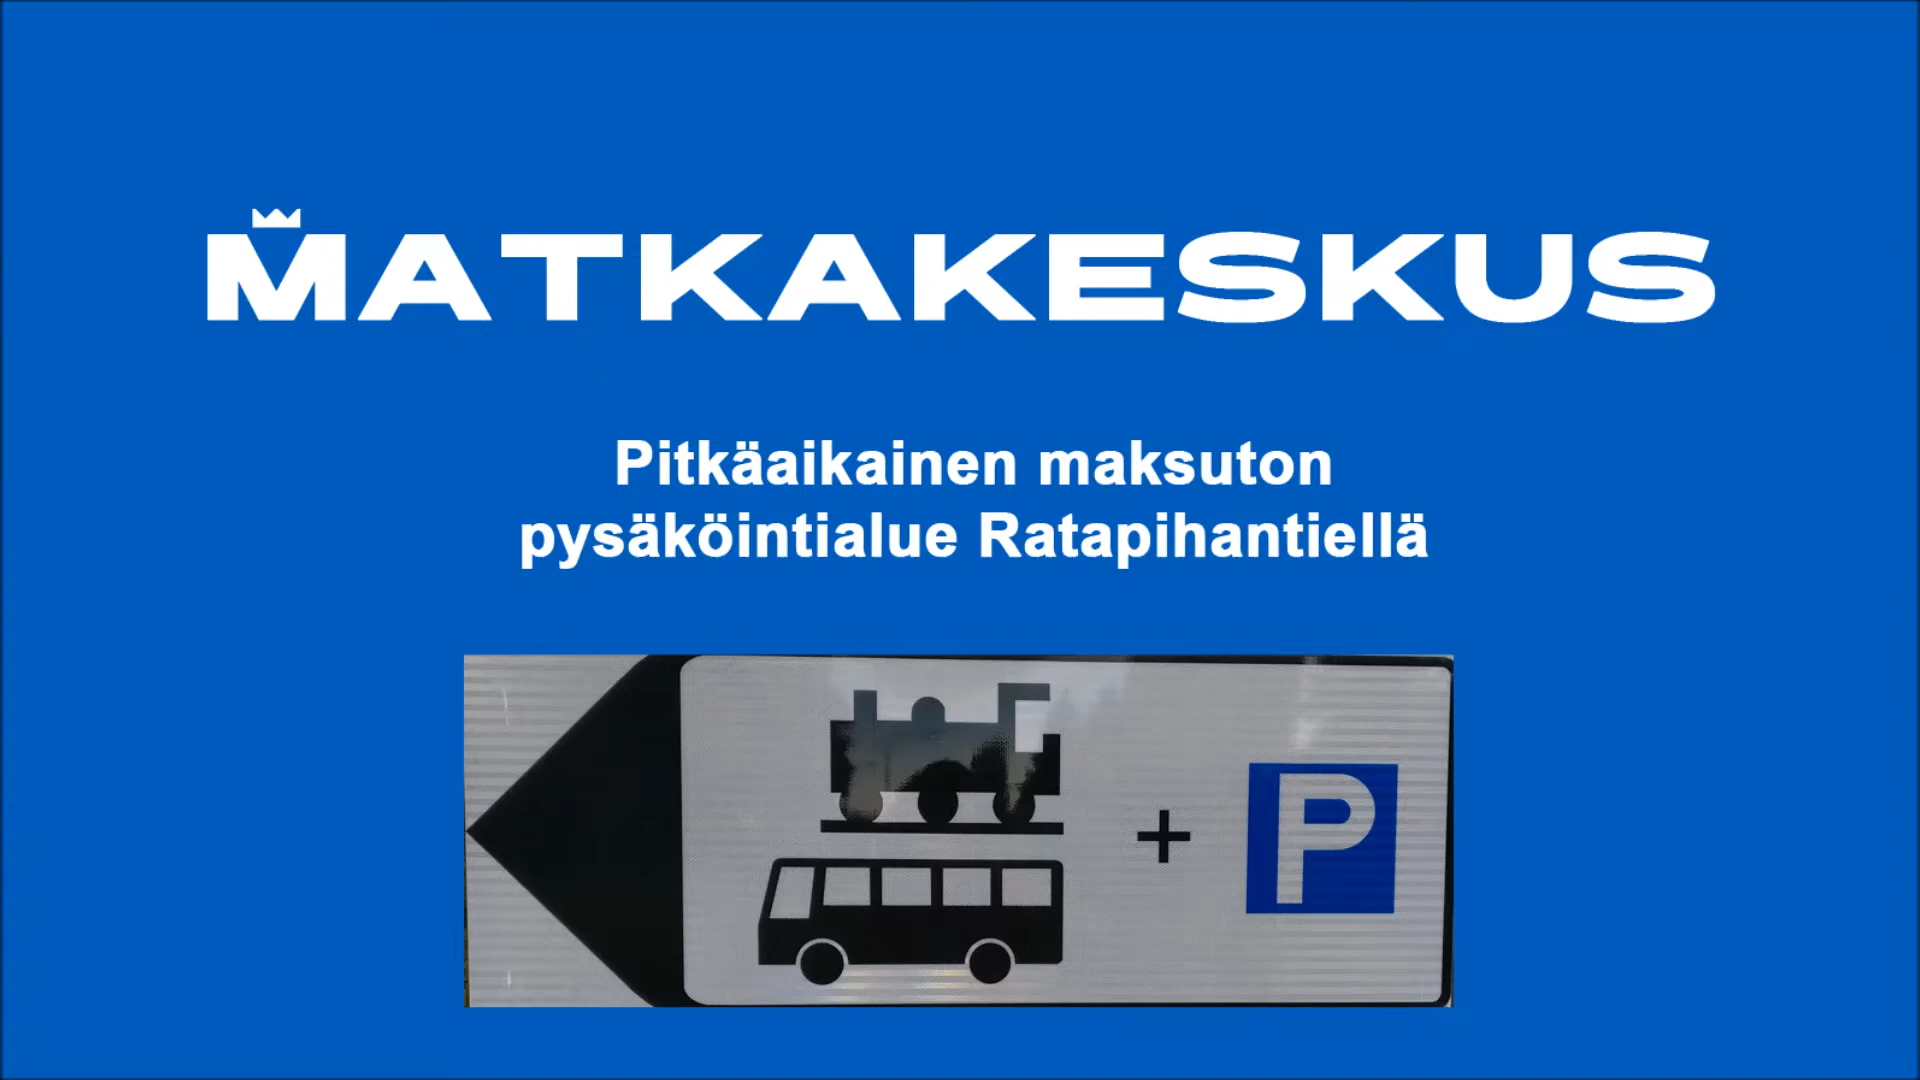 MATKAKESKUS
Pitkäaikainen maksuton
pysäköintialue Ratapihantiellä
+ P